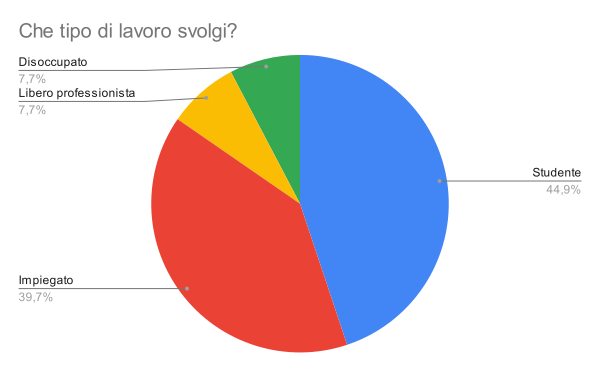 Che tipo di lavoro svolgi?
Disoccupato
7,7%
Libero professionista
7,7%
Studente
44,9%
Impiegato
39,7%